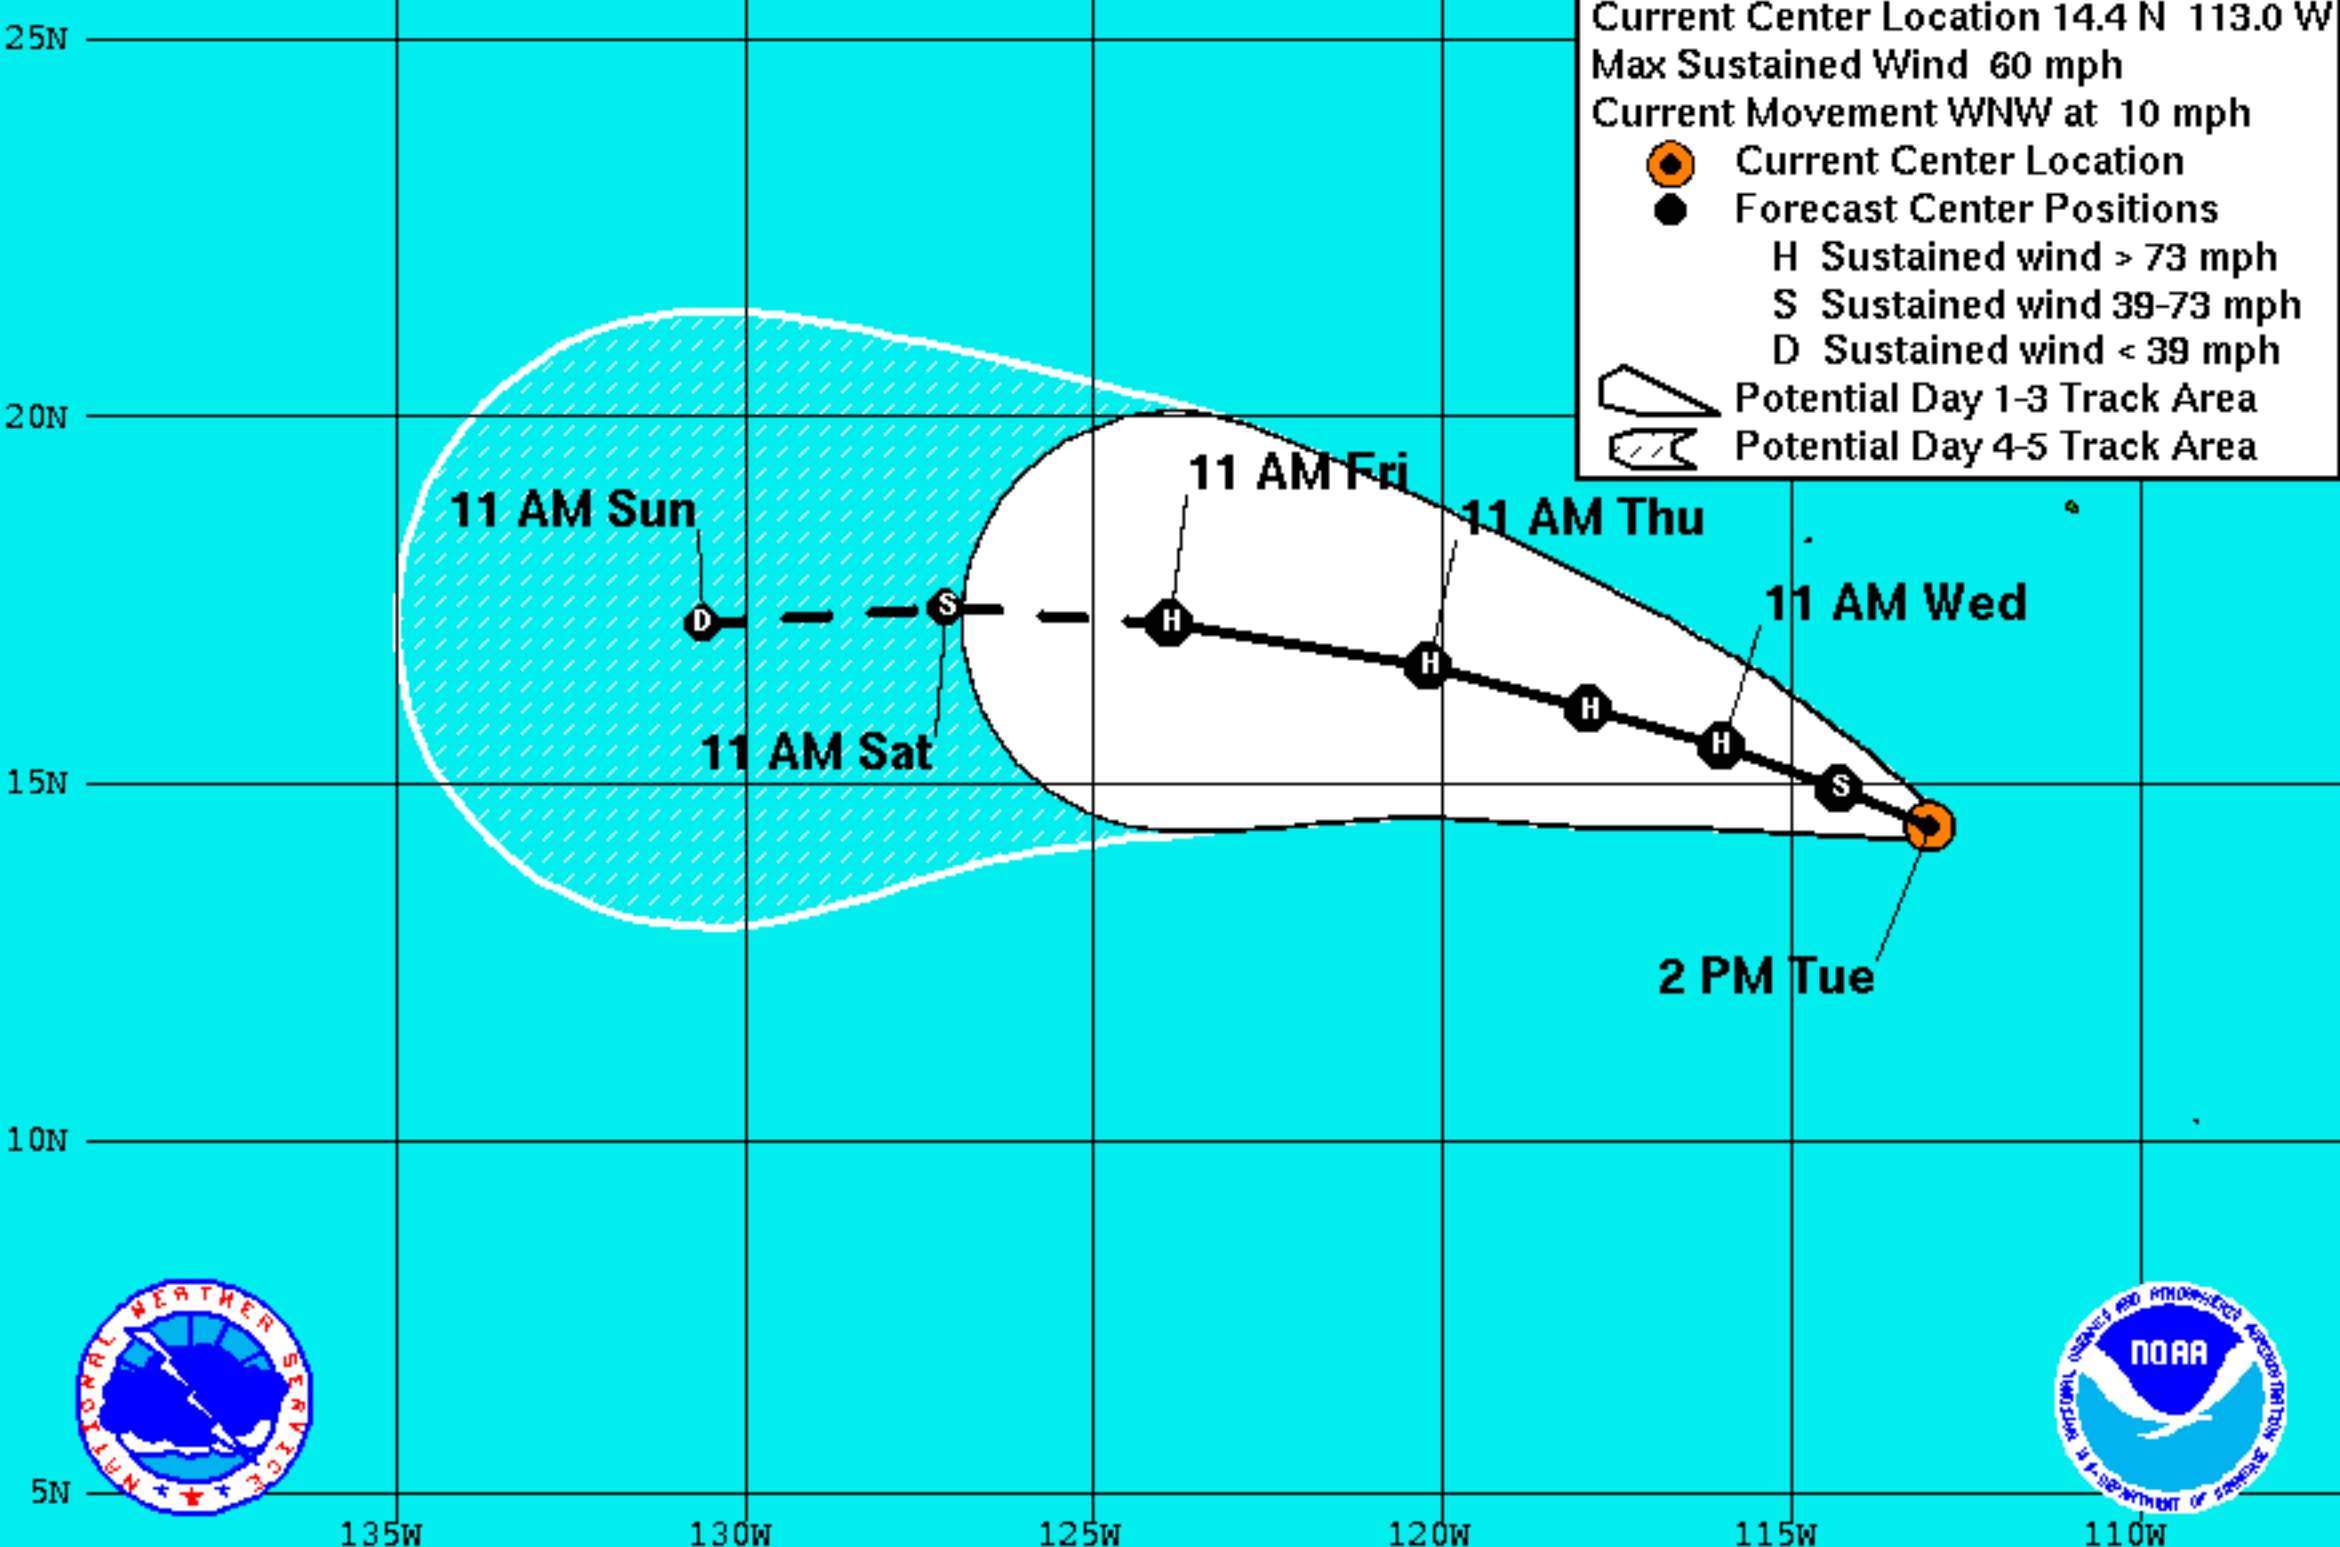 Current Center Location 14.4 N 113.0 W
Max Sustained Wind 60 mph
Current Movement WNW at 10 mph
Current Center Location
Forecast Center Positions
H Sustained wind > 73 mph
S Sustained wind 39-73 mph
D Sustained wind < 39 mph
Potential Day 1-3 Track Area
Potential Day 4-5 Track Area
25N
20N
15N
10N
5N
11 AM Fri
11 AM Sun
11 AM Thu
11 AM Wed
S
D
H
H
H
H
S
11 AM Sat
2 PM Tue
NATIONAL WEATHER SERVICE
NOAA
135W
130W
125W
120W
115W
110W